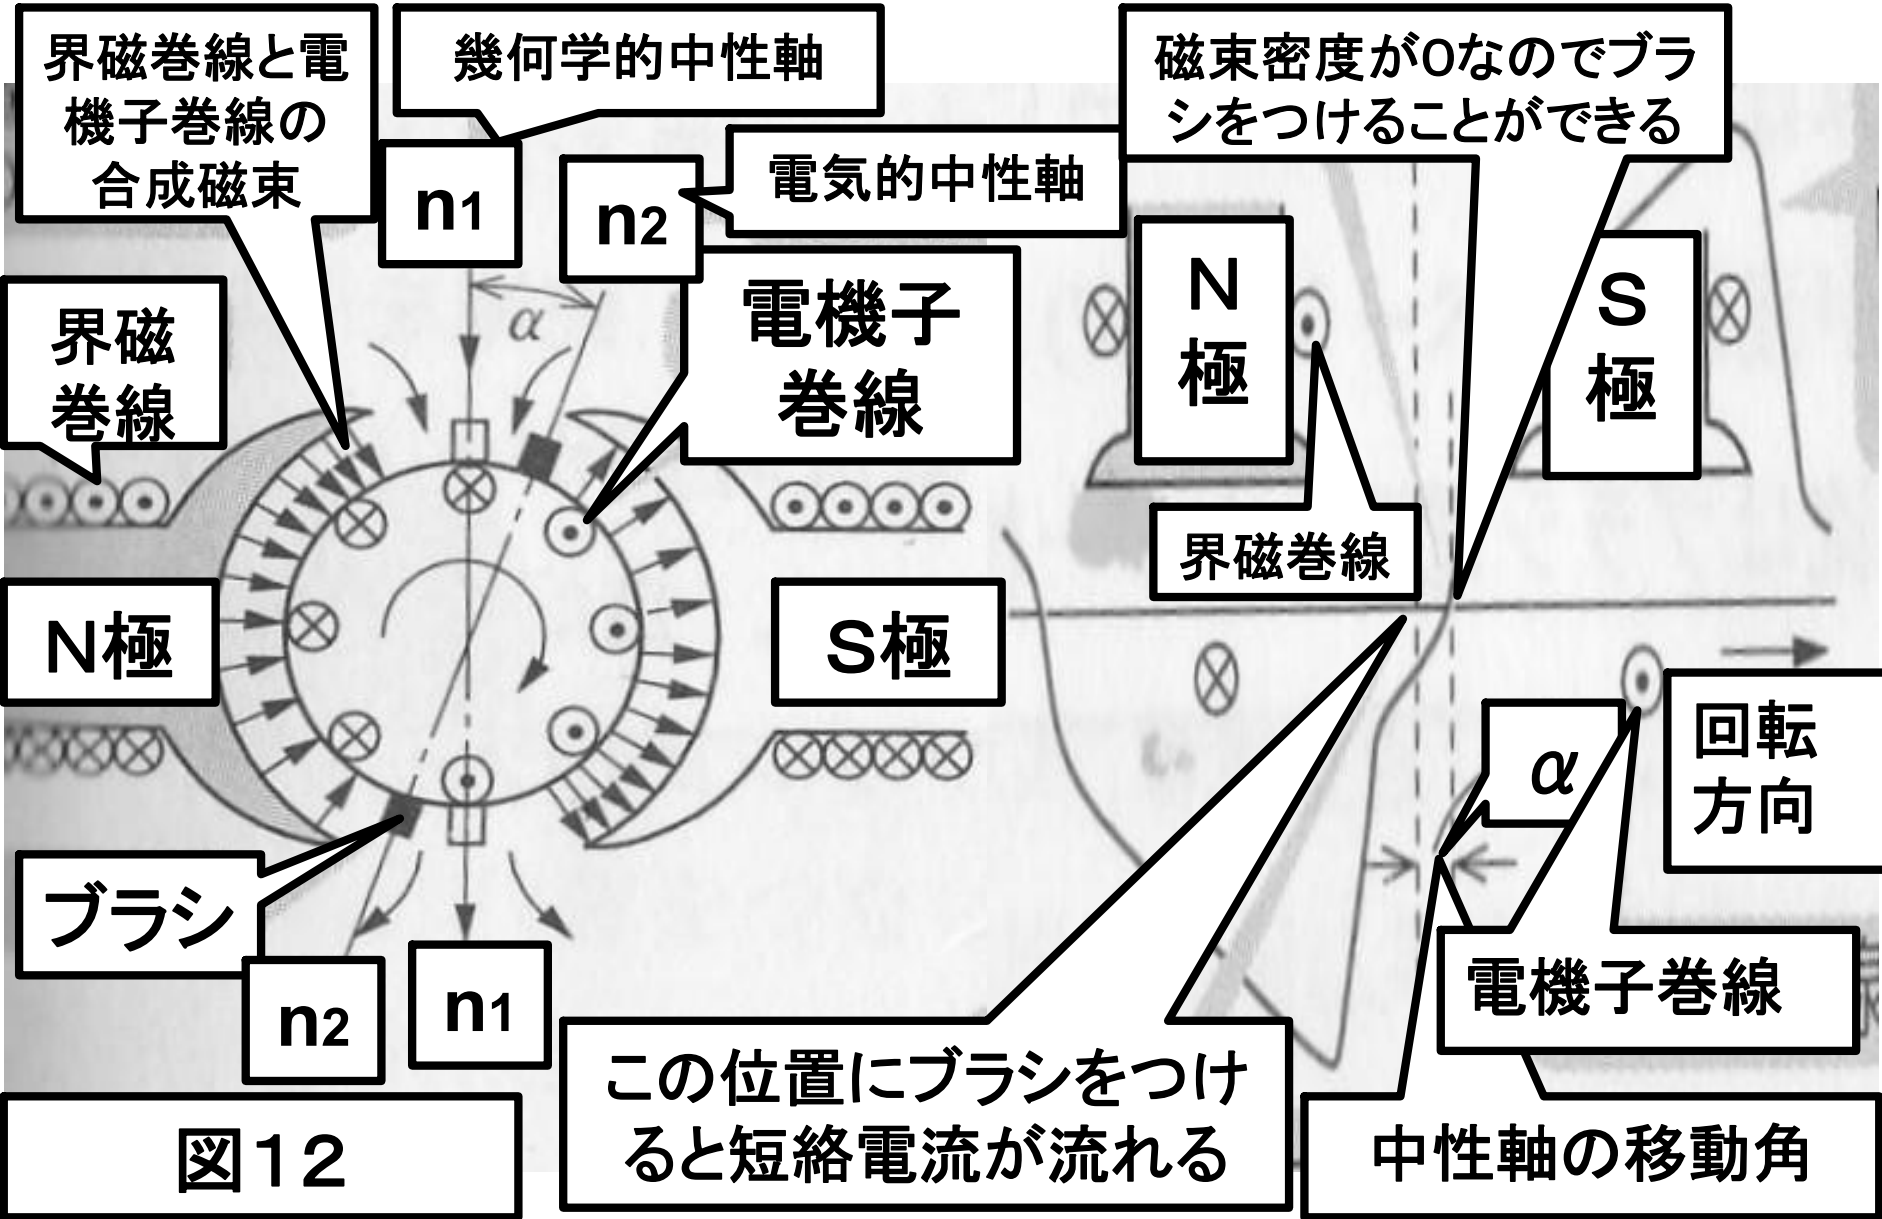 界磁巻線と電
機子巻線の
合成磁束
幾何学的中性軸
磁束密度が0なのでブラ
シをつけることができる
n1
n2
電気的中性軸
界磁
巻線
α
電機子
巻線
N
極
S
極
界磁巻線
N極
S極
回転
方向
α
ブラシ
電機子巻線
n2
n1
この位置にブラシをつけ
ると短絡電流が流れる
中性軸の移動角
図12